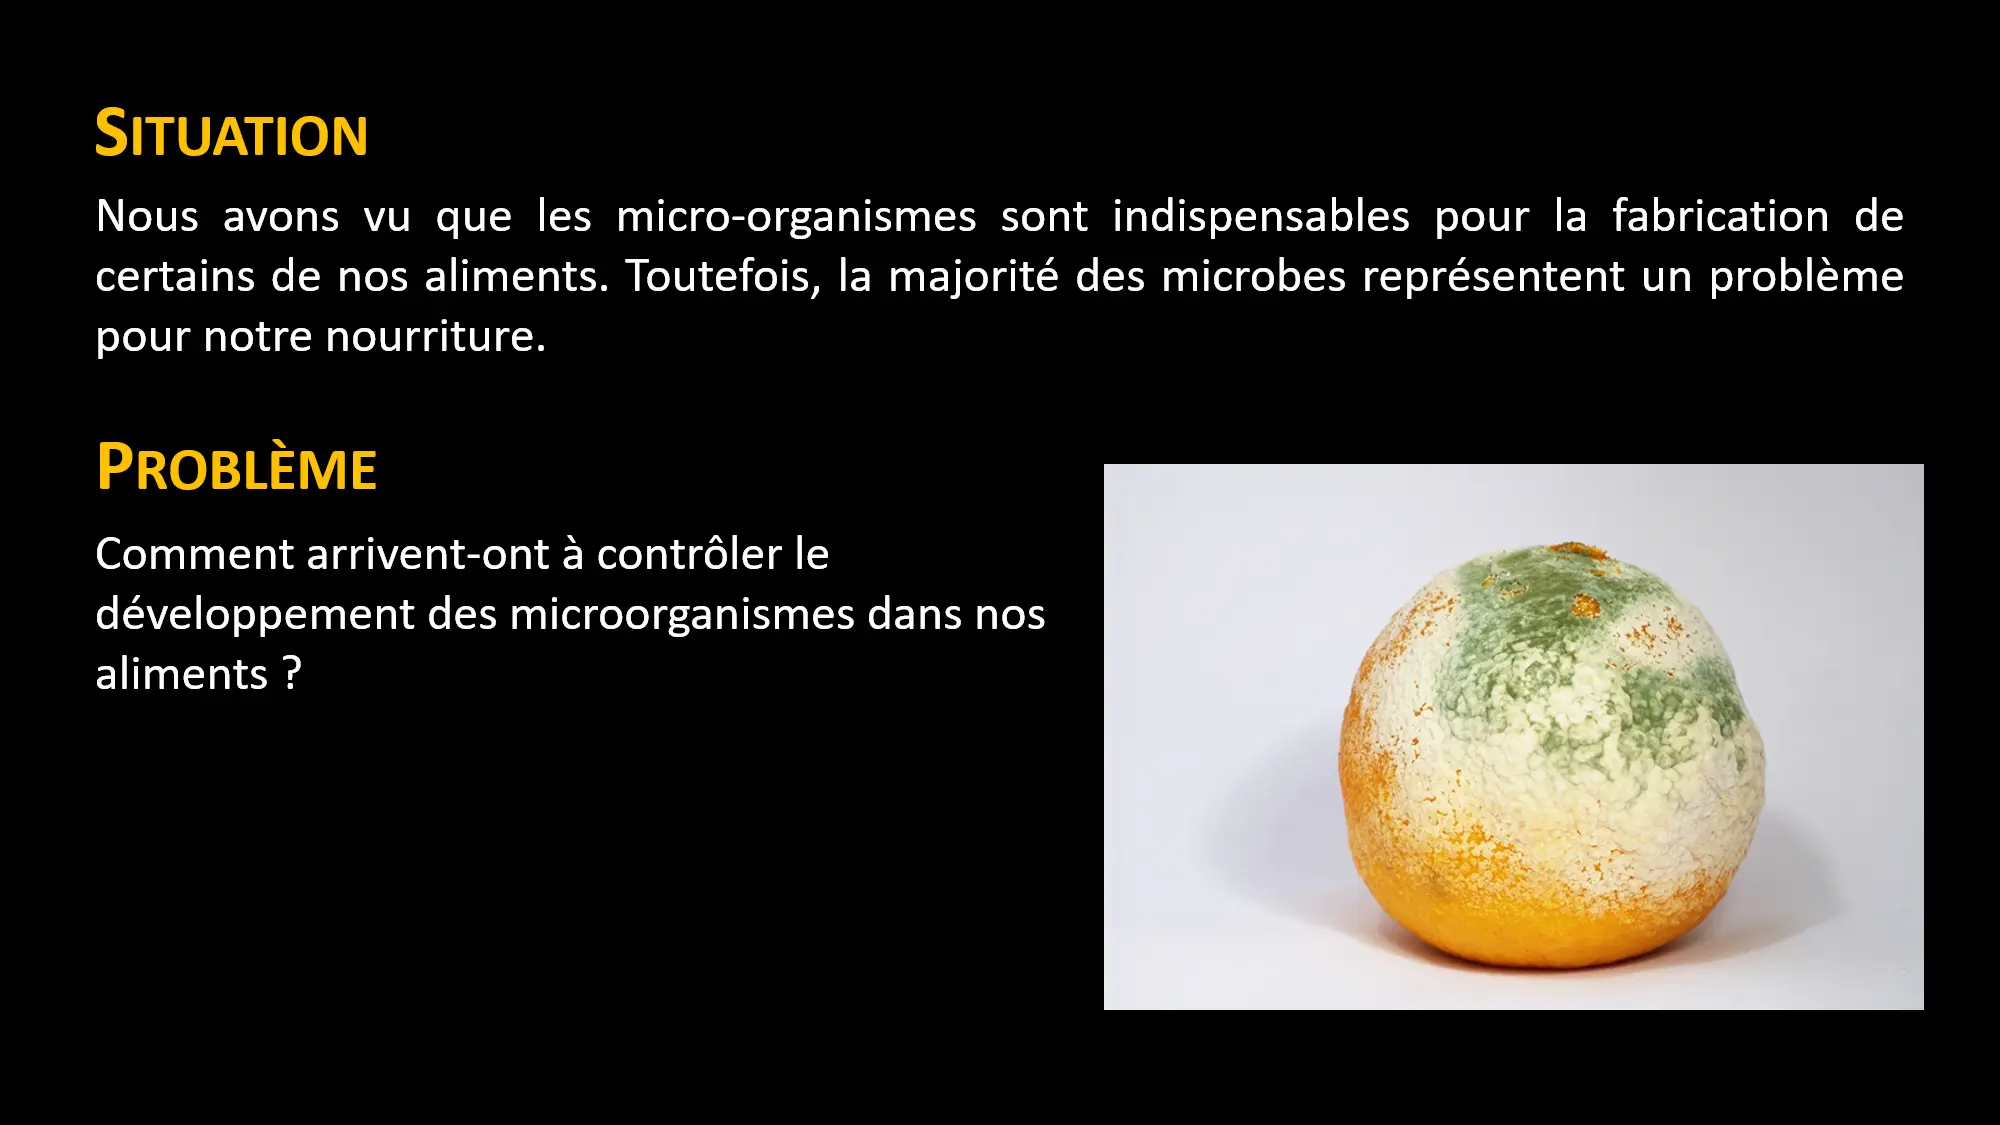 SITUATION
Nous avons vu que les micro-organismes sont indispensables pour la fabrication de
certains de nos aliments. Toutefois, la majorité des microbes représentent un problème
pour notre nourriture.
PROBLÈME
Comment arrivent-ont à contrôler le
développement des microorganismes dans nos
aliments ?